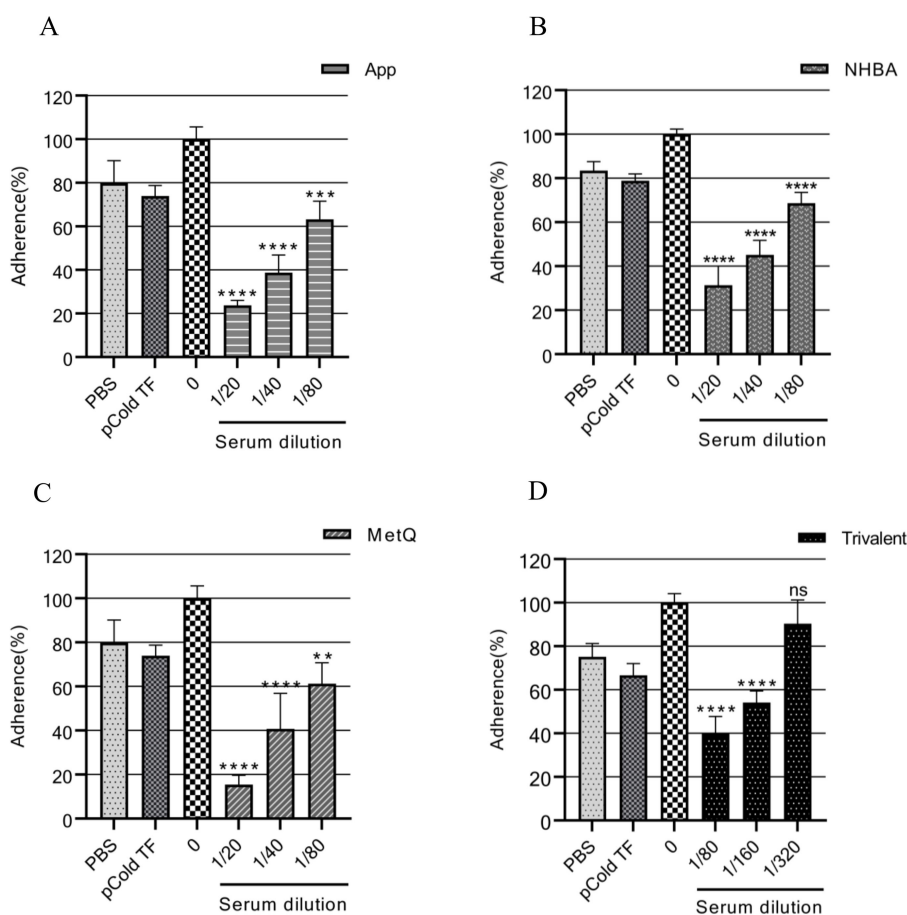 A
App
120
100
80
60
40
20
0
Adherence(%)
****
****
***
PBS
pCold TF
0
1/20
1/40
1/80
Serum dilution
B
NHBA
120
100
80
60
40
20
0
Adherence(%)
****
****
****
PBS
pCold TF
0
1/20
1/40
1/80
Serum dilution
C
MetQ
120
100
80
60
40
20
0
Adherence(%)
****
****
**
PBS
pCold TF
0
1/20
1/40
1/80
Serum dilution
D
Trivalent
120
100
80
60
40
20
0
Adherence(%)
****
****
ns
PBS
pCold TF
0
1/80
1/160
1/320
Serum dilution